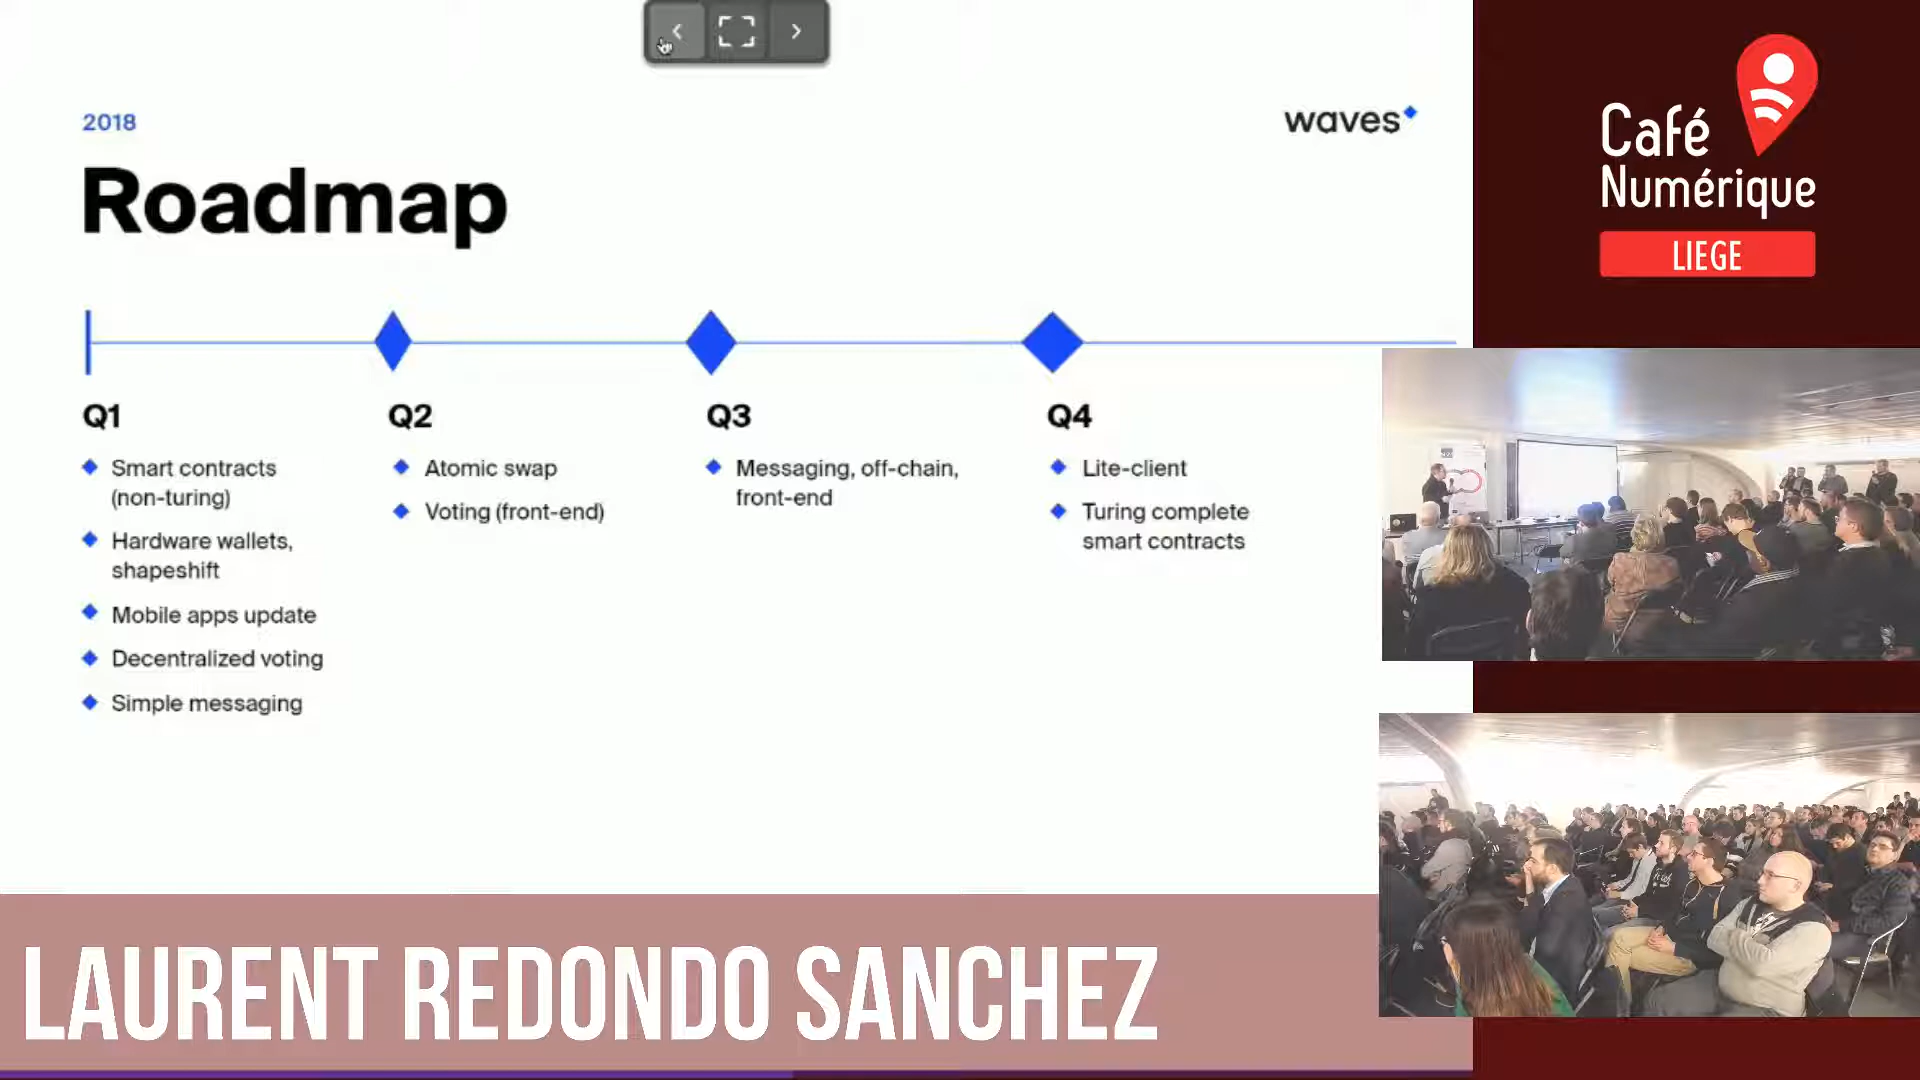 2018
waves
Roadmap
Q1
Smart contracts
(non-turing)
Hardware wallets,
shapeshift
Mobile apps update
Decentralized voting
Simple messaging
Q2
Atomic swap
Voting (front-end)
Q3
Messaging, off-chain,
front-end
Q4
Lite-client
Turing complete
smart contracts
Café
Numérique
LIEGE
LAURENT REDONDO SANCHEZ